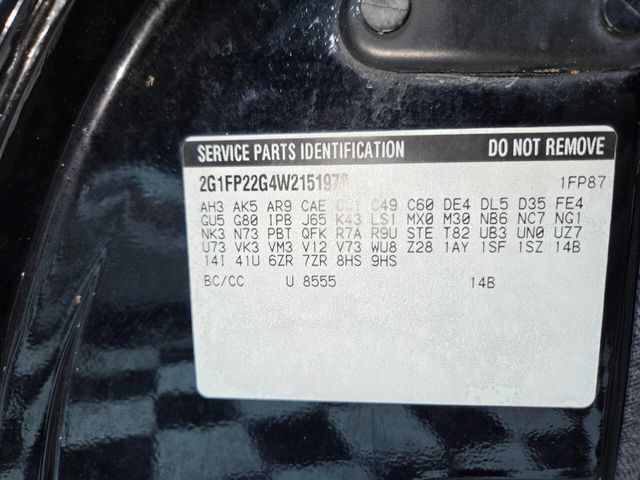 SERVICE PARTS IDENTIFICATION DO NOT REMOVE
2G1FP22G4W2151970 1FP87
AH3 AK5 AR9 CAE C49 C60 DE4 DL5 D35 FE4
GU5 G80 IPB J65 K43 LS1 MX0 M30 NB6 NC7 NG1
NK3 N73 PBT QFK R7A R9U STE T82 UB3 UN0 UZ7
U73 VK3 VM3 V12 V73 WU8 Z28 1AY 1SF 1SZ 14B
14I 41U 6ZR 7ZR 8HS 9HS
BC/CC U 8555 14B